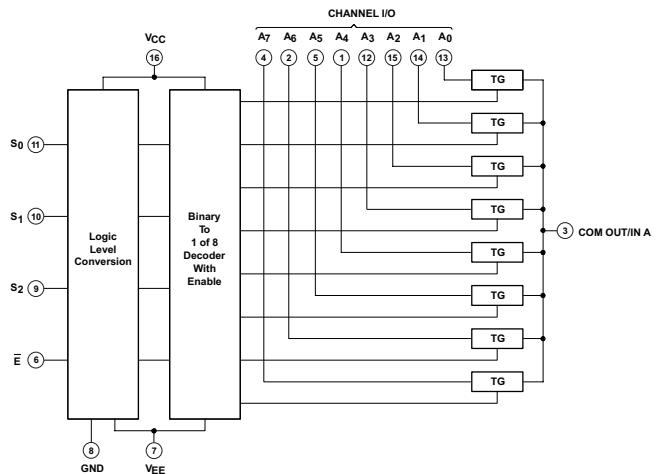 CHANNEL I/O
VCC
A7 A6 A5 A4 A3 A2 A1 A0
16
4 2 5 1 12 15 14 13
TG
TG
S0 11
TG
S1 10
TG
Logic
Level
Conversion
Binary
To
1 of 8
Decoder
With
Enable
3 COM OUT/IN A
TG
S2 9
TG
E 6
TG
TG
8
GND
7
VEE